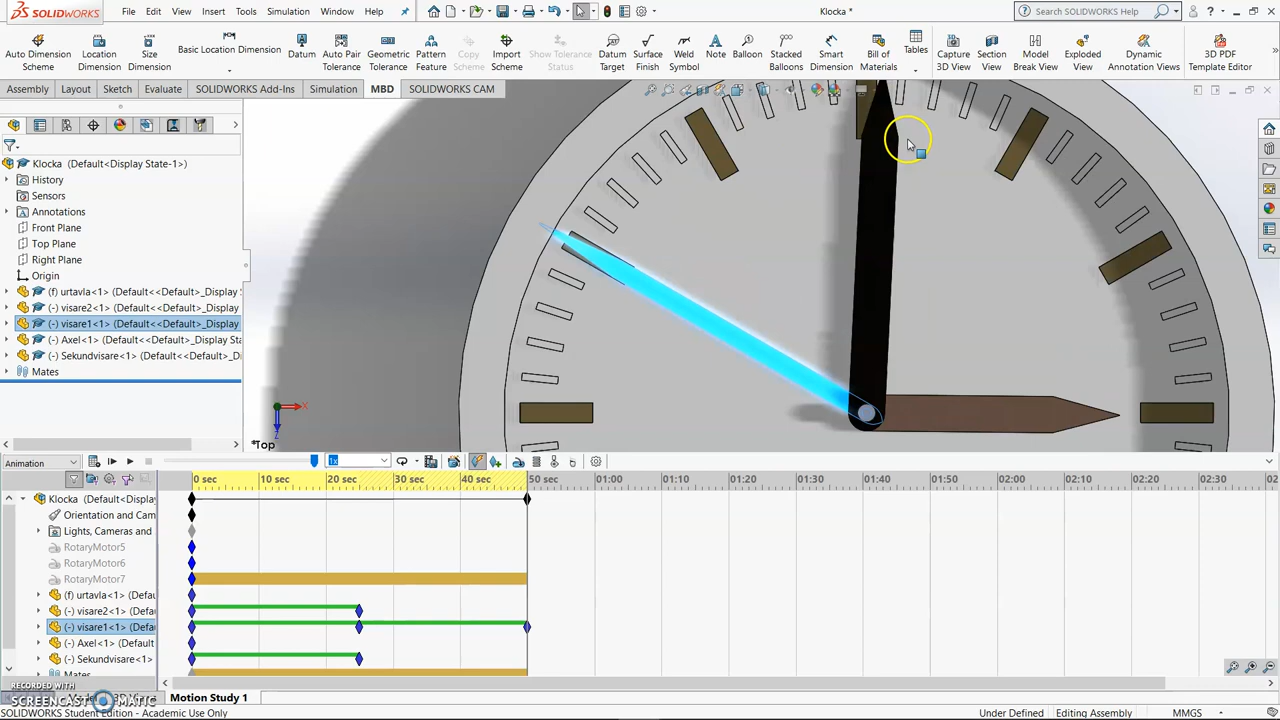 SOLIDWORKS File Edit View Insert Tools Simulation Window Help Klocka * Search SOLIDWORKS Help
Auto Dimension Scheme Location Dimension Size Dimension Basic Location Dimension Datum Auto Pair Tolerance Geometric Tolerance Pattern Feature Copy Scheme Import Scheme Show Tolerance Status Datum Target Surface Finish Weld Symbol Note Balloon Stacked Balloons Smart Dimension Bill of Materials Tables Capture 3D View Section View Model Break View Exploded View Dynamic Annotation Views 3D PDF Template Editor
Assembly Layout Sketch Evaluate SOLIDWORKS Add-Ins Simulation MBD SOLIDWORKS CAM
Klocka (Default<Display State-1>)
History
Sensors
Annotations
Front Plane
Top Plane
Right Plane
Origin
(f) urtavla<1> (Default<<Default>_Display S
(-) visare2<1> (Default<<Default>_Display
(-) visare1<1> (Default<<Default>_Display
(-) Axel<1> (Default<<Default>_Display Sta
(-) Sekundvisare<1> (Default<<Default>_D
Mates
X
Z
*Top
Animation 1x
0 sec 10 sec 20 sec 30 sec 40 sec 50 sec 01:00 01:10 01:20 01:30 01:40 01:50 02:00 02:10 02:20 02:30 02:40 02
Klocka (Default<Displa
Orientation and Cam
Lights, Cameras and
RotaryMotor5
RotaryMotor6
RotaryMotor7
(f) urtavla<1> (Defau
(-) visare2<1> (Defa
(-) visare1<1> (Defa
(-) Axel<1> (Default
(-) Sekundvisare<1>
Mates
RECORDED WITH
SCREENCAST MATIC
Motion Study 1
SOLIDWORKS Student Edition - Academic Use Only Under Defined Editing Assembly MMGS